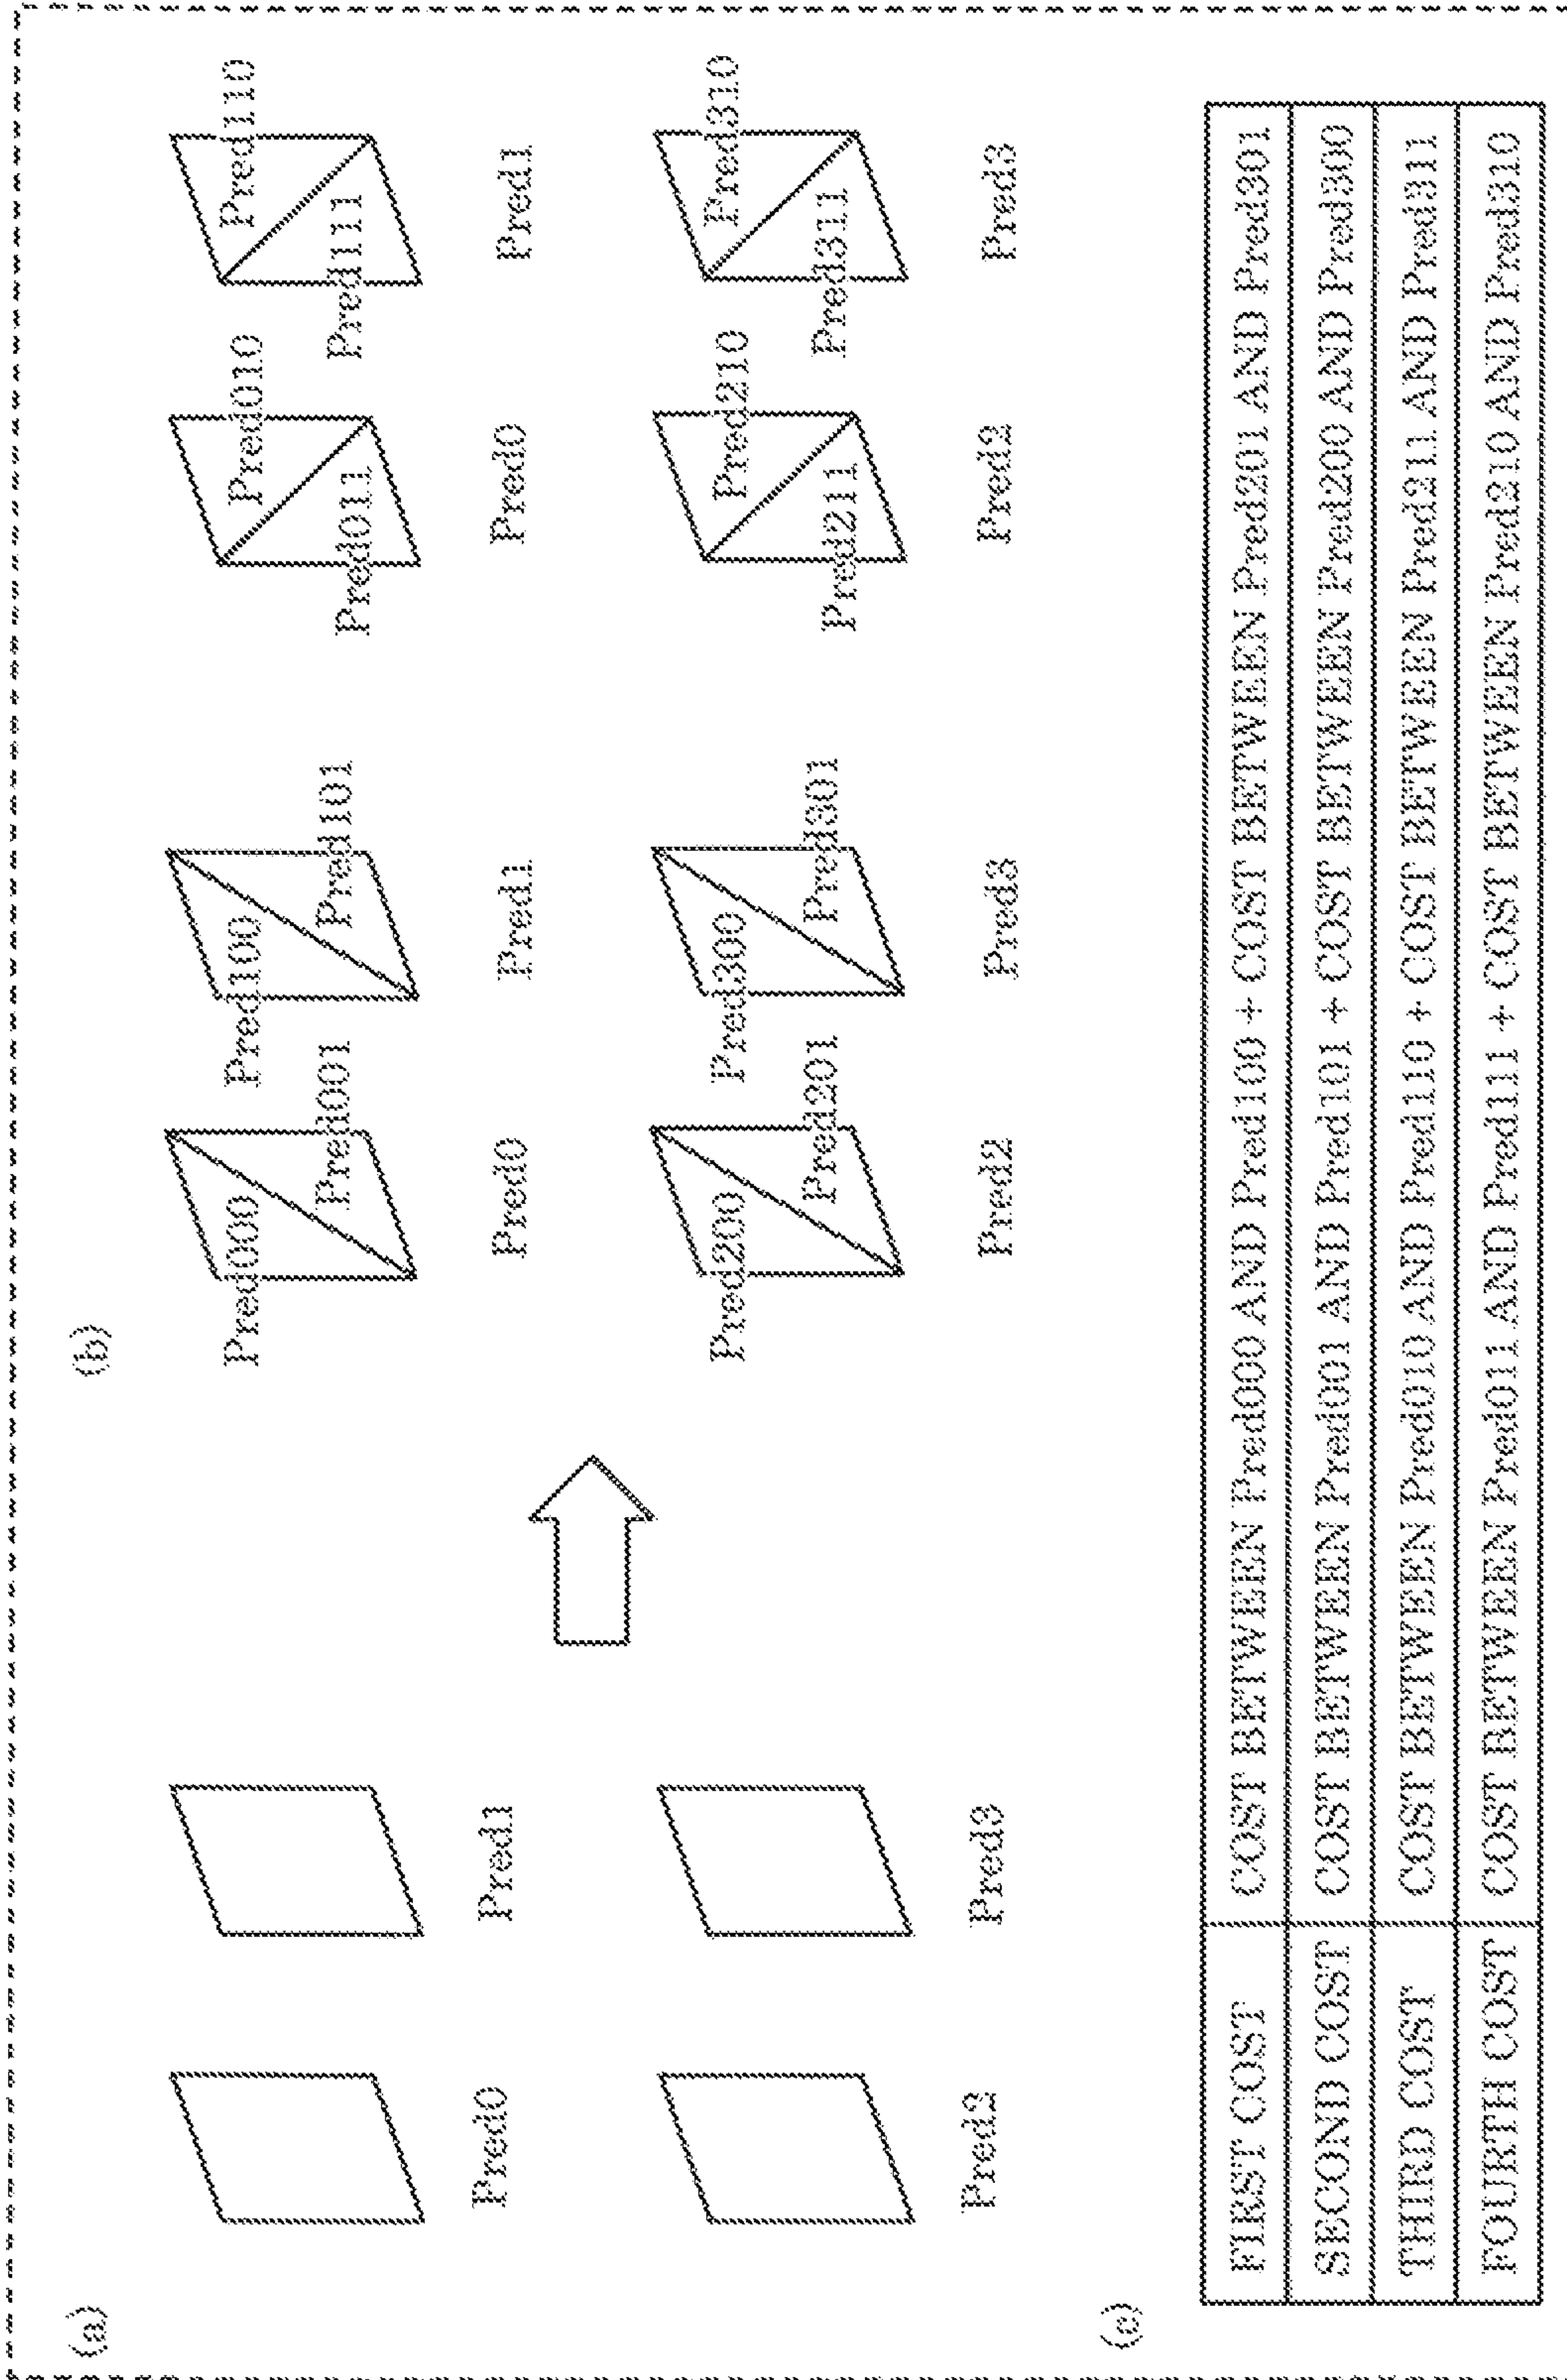 (a)
Pred0
Pred1
Pred2
Pred3
(b)
Pred000
Pred001
Pred0
Pred100
Pred101
Pred1
Pred200
Pred201
Pred2
Pred300
Pred301
Pred3
Pred010
Pred011
Pred0
Pred110
Pred111
Pred1
Pred210
Pred211
Pred2
Pred310
Pred311
Pred3
(c)
FIRST COST COST BETWEEN Pred000 AND Pred100 + COST BETWEEN Pred201 AND Pred301
SECOND COST COST BETWEEN Pred001 AND Pred101 + COST BETWEEN Pred200 AND Pred300
THIRD COST COST BETWEEN Pred010 AND Pred110 + COST BETWEEN Pred211 AND Pred311
FOURTH COST COST BETWEEN Pred011 AND Pred111 + COST BETWEEN Pred210 AND Pred310